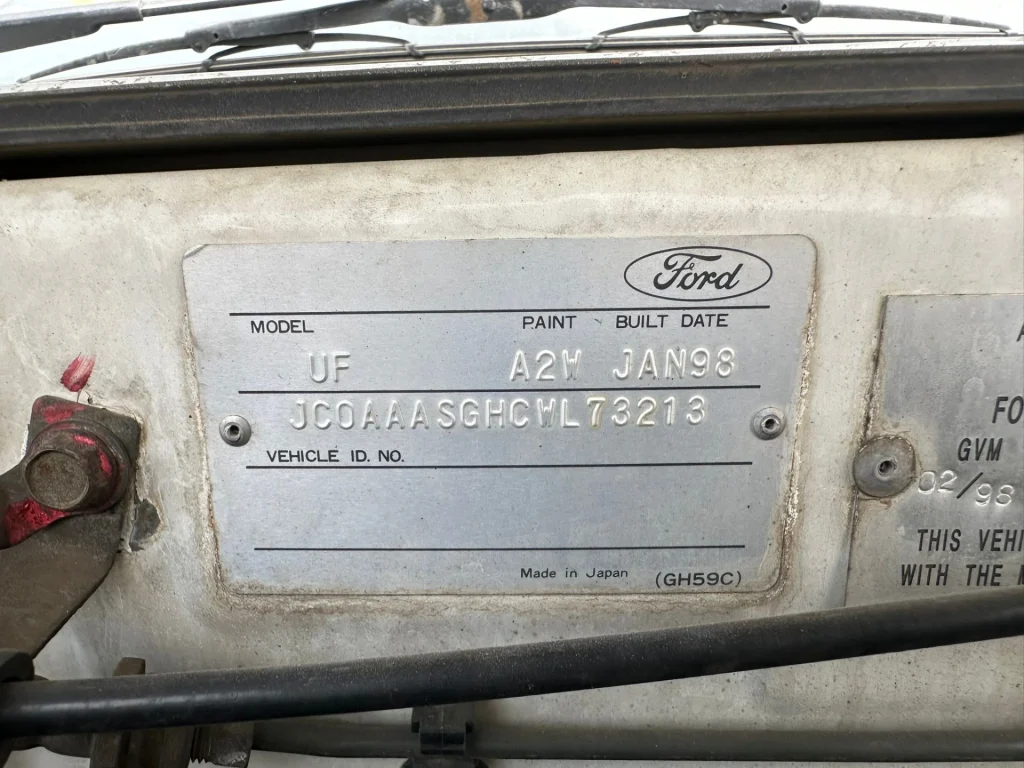 Ford
MODEL PAINT BUILT DATE
UF A2W JAN98
JC0AAASGHCWL73213
VEHICLE ID. NO.
Made in Japan (GH59C)
FO
GVM
02/98
THIS VEHI
WITH THE